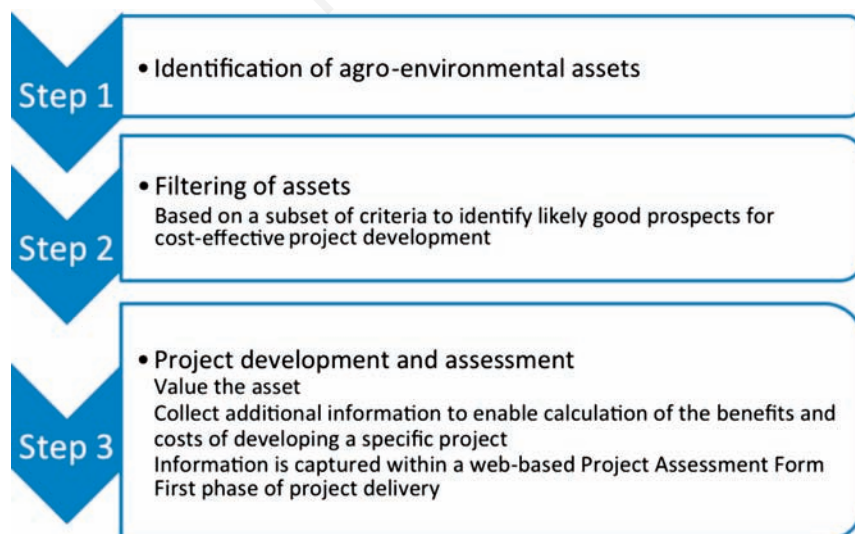 Step 1
• Identification of agro-environmental assets
Step 2
• Filtering of assets
Based on a subset of criteria to identify likely good prospects for
cost-effective project development
Step 3
• Project development and assessment
Value the asset
Collect additional information to enable calculation of the benefits and
costs of developing a specific project
Information is captured within a web-based Project Assessment Form
First phase of project delivery